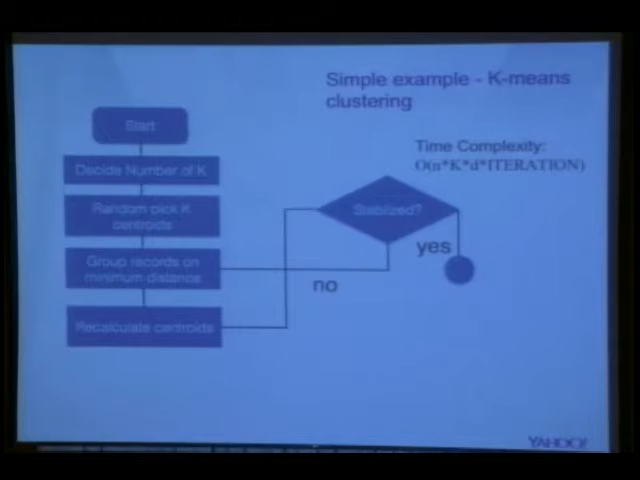 Simple example - K-means
clustering
Time Complexity:
O(n*K*d*ITERATION)
Start
Decide Number of K
Random pick K
centroids
Group records on
minimum distance
Recalculate centroids
Stabilized?
yes
no
YAHOO!